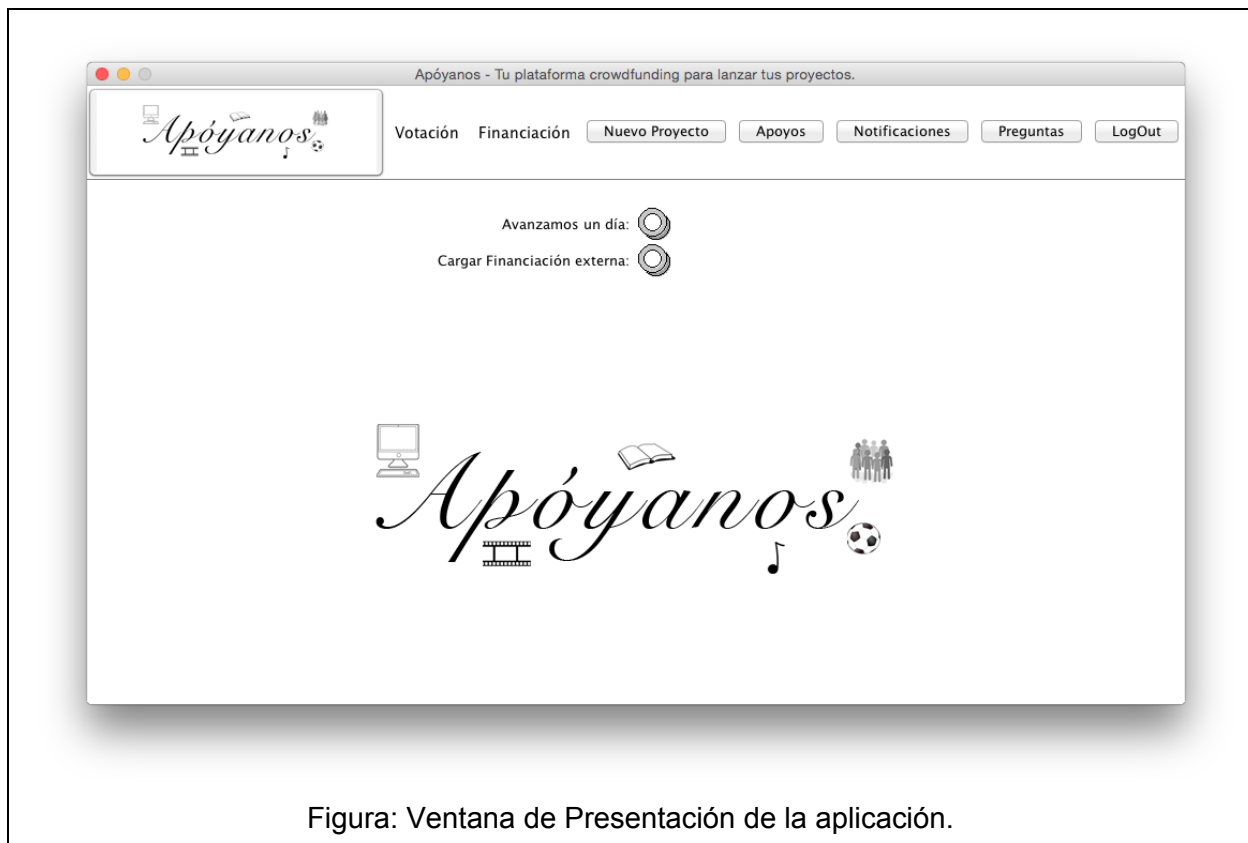 Apóyanos - Tu plataforma crowdfunding para lanzar tus proyectos.
Apóyanos
Votación Financiación Nuevo Proyecto Apoyos Notificaciones Preguntas LogOut
Avanzamos un día:
Cargar Financiación externa:
Apóyanos
Figura: Ventana de Presentación de la aplicación.